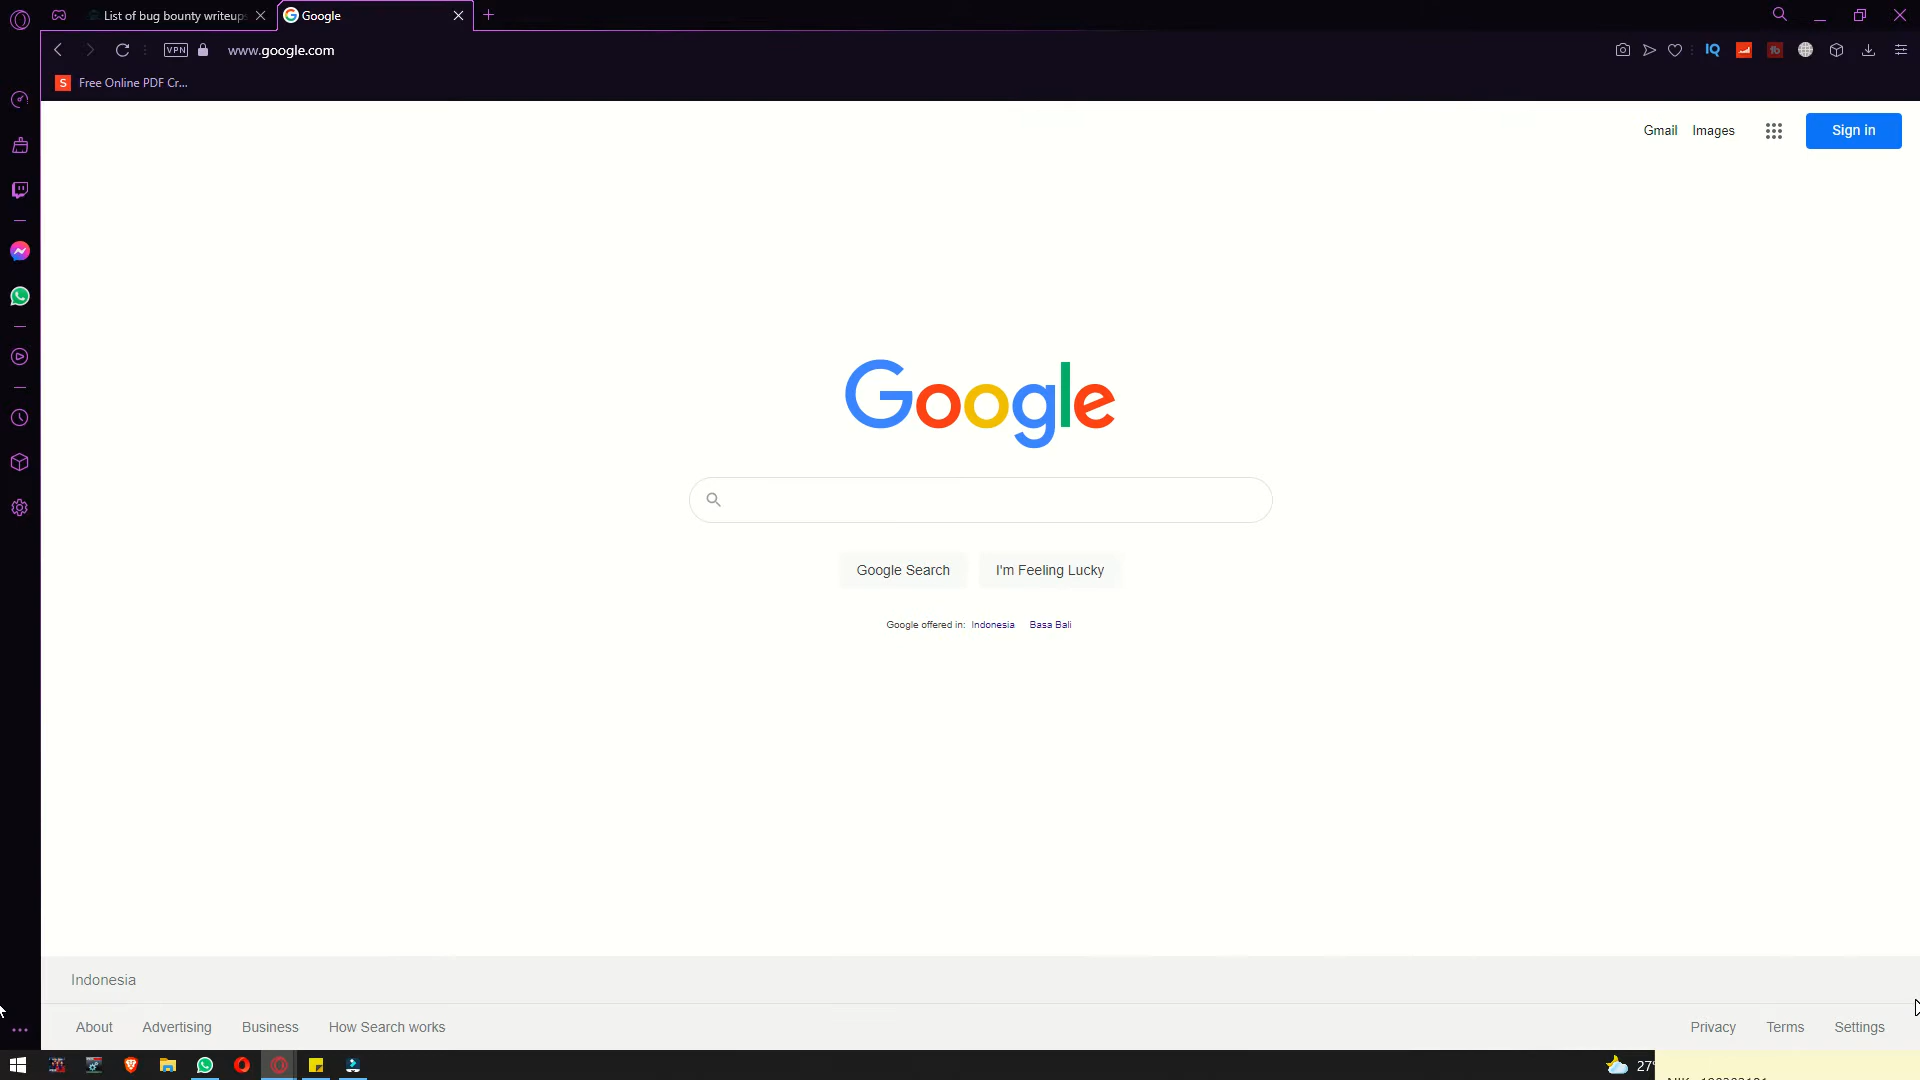 List of bug bounty writeups
Google
VPN
www.google.com
IQ
S Free Online PDF Cr...
Gmail Images Sign in
Google
Google Search I'm Feeling Lucky
Google offered in: Indonesia Basa Bali
Indonesia
About Advertising Business How Search works
Privacy Terms Settings
27°